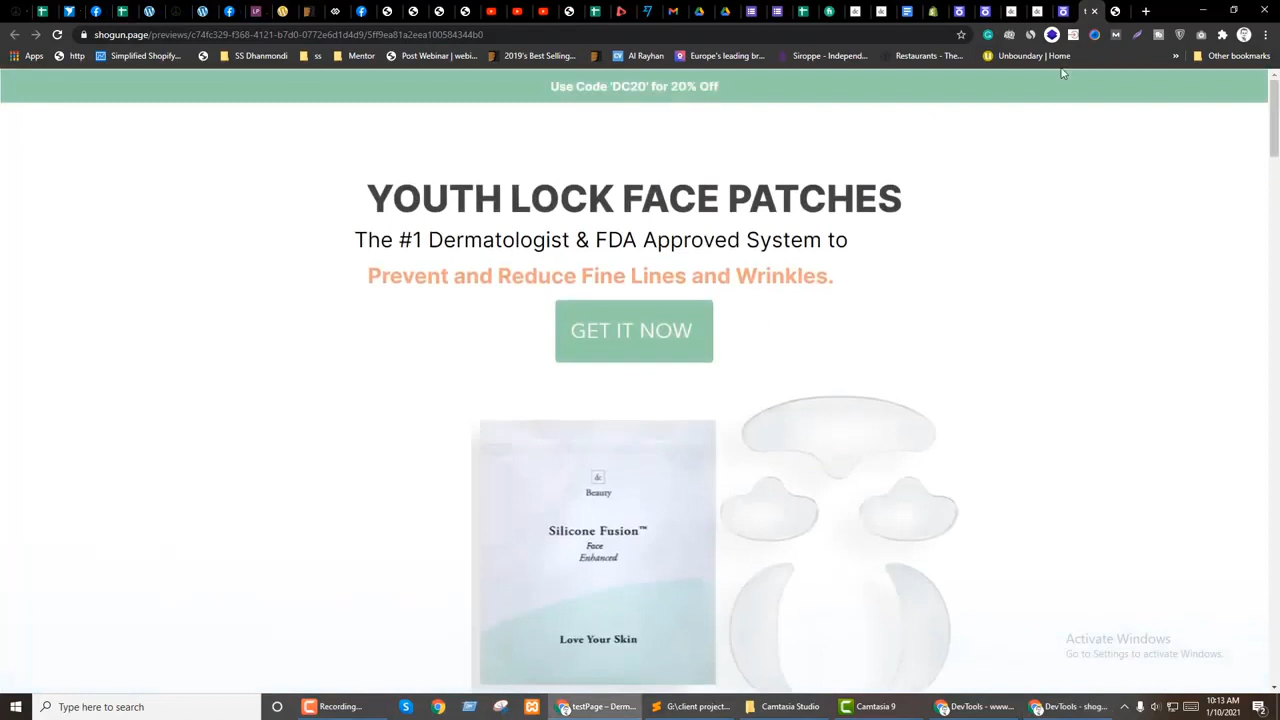 shogun.page/previews/c74fc329-f368-4121-b7d0-0772e6d1d4d9/5ff9ea81a2eea100584344b0
Apps
http
Simplified Shopify...
SS Dhanmondi
ss
Mentor
Post Webinar | webi...
2019's Best Selling...
Al Rayhan
Europe's leading br...
Siroppe - Independ...
Restaurants - The...
Unboundary | Home
»
Other bookmarks
Use Code 'DC20' for 20% Off
YOUTH LOCK FACE PATCHES
The #1 Dermatologist & FDA Approved System to
Prevent and Reduce Fine Lines and Wrinkles.
GET IT NOW
dc
Beauty
Silicone Fusion™
Face
Enhanced
Love Your Skin
Activate Windows
Go to Settings to activate Windows.
Type here to search
Recording...
testPage – Derm...
G:\client project...
Camtasia Studio
Camtasia 9
DevTools - www...
DevTools - shog...
10:13 AM
1/10/2021